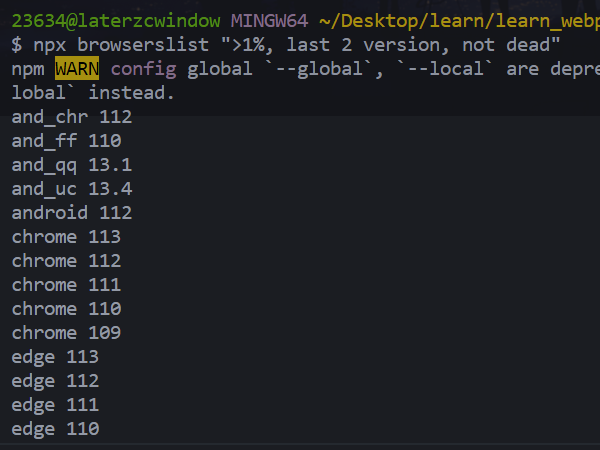 23634@laterzcwindow MINGW64 ~/Desktop/learn/learn_webp
$ npx browserslist ">1%, last 2 version, not dead"
npm WARN config global `--global`, `--local` are depre
lobal` instead.
and_chr 112
and_ff 110
and_qq 13.1
and_uc 13.4
android 112
chrome 113
chrome 112
chrome 111
chrome 110
chrome 109
edge 113
edge 112
edge 111
edge 110